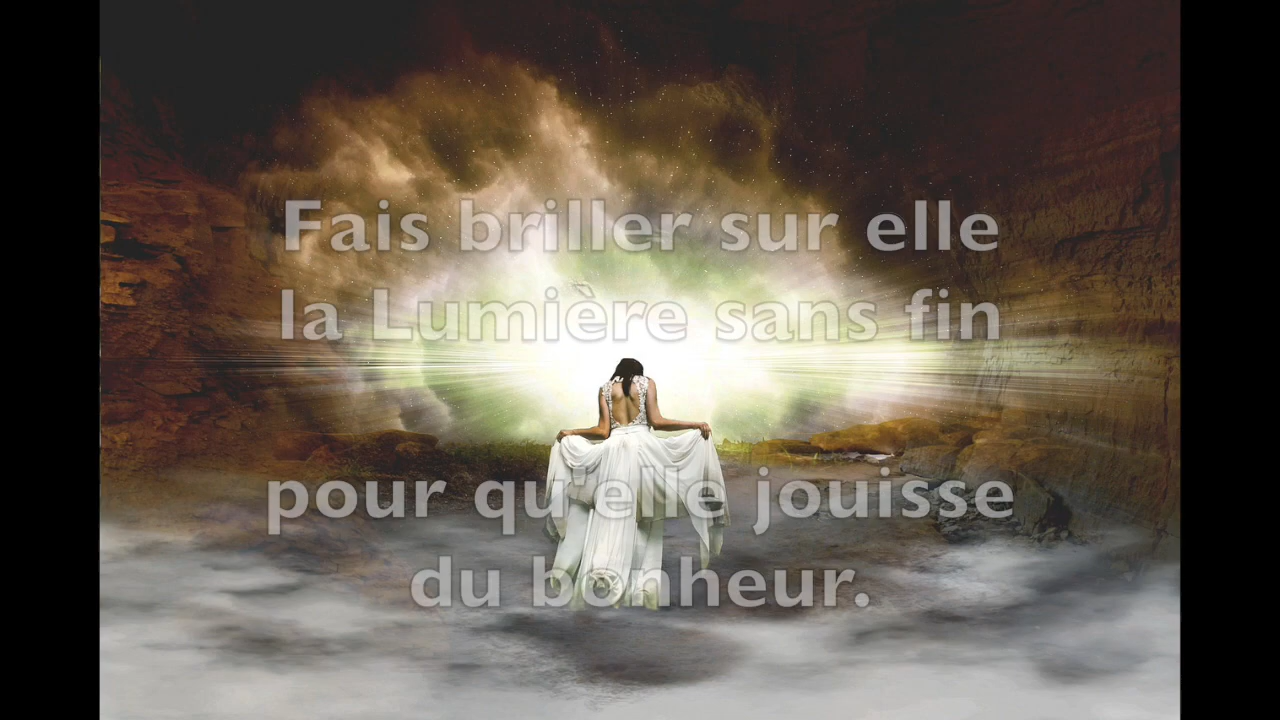 Fais briller sur elle
la Lumière sans fin
pour qu'elle jouisse
du bonheur.